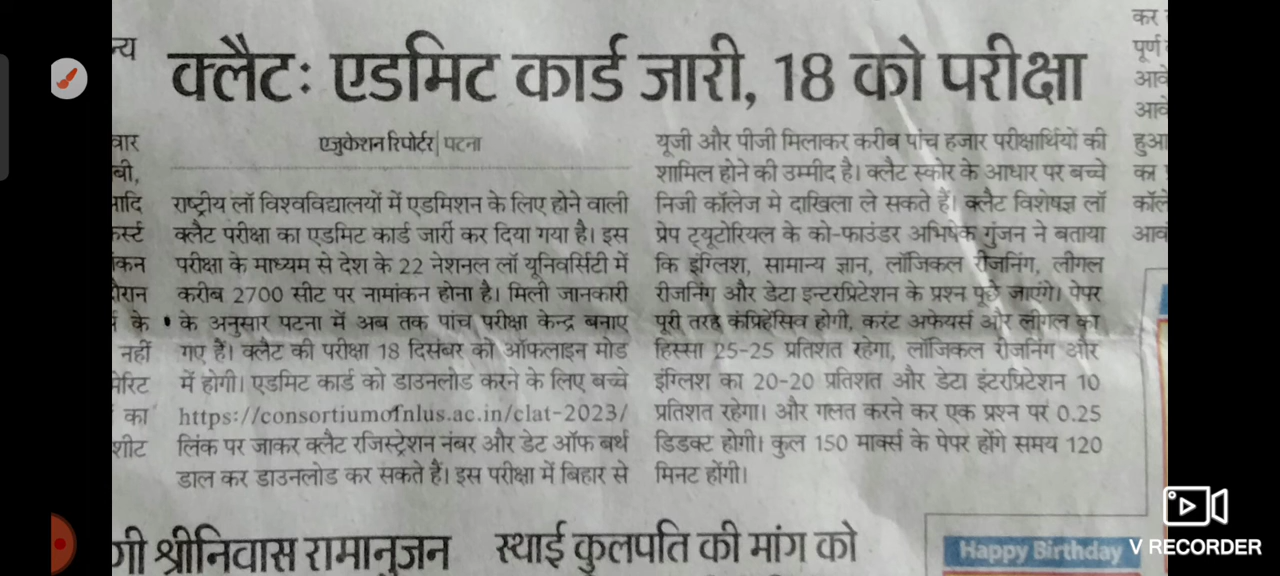 न्य
क्लैटः एडमिट कार्ड जारी, 18 को परीक्षा
एजुकेशन रिपोर्टर | पटना
राष्ट्रीय लॉ विश्वविद्यालयों में एडमिशन के लिए होने वाली
क्लैट परीक्षा का एडमिट कार्ड जारी कर दिया गया है। इस
परीक्षा के माध्यम से देश के 22 नेशनल लॉ यूनिवर्सिटी में
करीब 2700 सीट पर नामांकन होना है। मिली जानकारी
के अनुसार पटना में अब तक पांच परीक्षा केन्द्र बनाए
गए हैं। क्लैट की परीक्षा 18 दिसंबर को ऑफलाइन मोड
में होगी। एडमिट कार्ड को डाउनलोड करने के लिए बच्चे
https://consortiumofnlus.ac.in/clat-2023/
लिंक पर जाकर क्लैट रजिस्ट्रेशन नंबर और डेट ऑफ बर्थ
डाल कर डाउनलोड कर सकते हैं। इस परीक्षा में बिहार से
यूजी और पीजी मिलाकर करीब पांच हजार परीक्षार्थियों की
शामिल होने की उम्मीद है। क्लैट स्कोर के आधार पर बच्चे
निजी कॉलेज मे दाखिला ले सकते हैं। क्लैट विशेषज्ञ लॉ
प्रेप ट्यूटोरियल के को-फाउंडर अभिषेक गुंजन ने बताया
कि इंग्लिश, सामान्य ज्ञान, लॉजिकल रीजनिंग, लीगल
रीजनिंग और डेटा इन्टरप्रिटेशन के प्रश्न पूछे जाएंगे। पेपर
पूरी तरह कंप्रिहेंसिव होगी, करंट अफेयर्स और लीगल का
हिस्सा 25-25 प्रतिशत रहेगा, लॉजिकल रीजनिंग और
इंग्लिश का 20-20 प्रतिशत और डेटा इंटरप्रिटेशन 10
प्रतिशत रहेगा। और गलत करने कर एक प्रश्न पर 0.25
डिडक्ट होगी। कुल 150 मार्क्स के पेपर होंगे समय 120
मिनट होंगी।
वार
बी,
के
नहीं
का
शीट
कर
पूर्ण
गी श्रीनिवास रामानुजन
स्थाई कुलपति की मांग को
Happy Birthday
V RECORDER